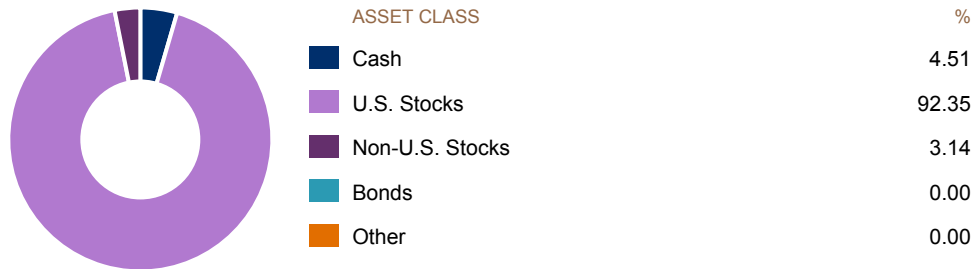 ASSET CLASS %
Cash 4.51
U.S. Stocks 92.35
Non-U.S. Stocks 3.14
Bonds 0.00
Other 0.00